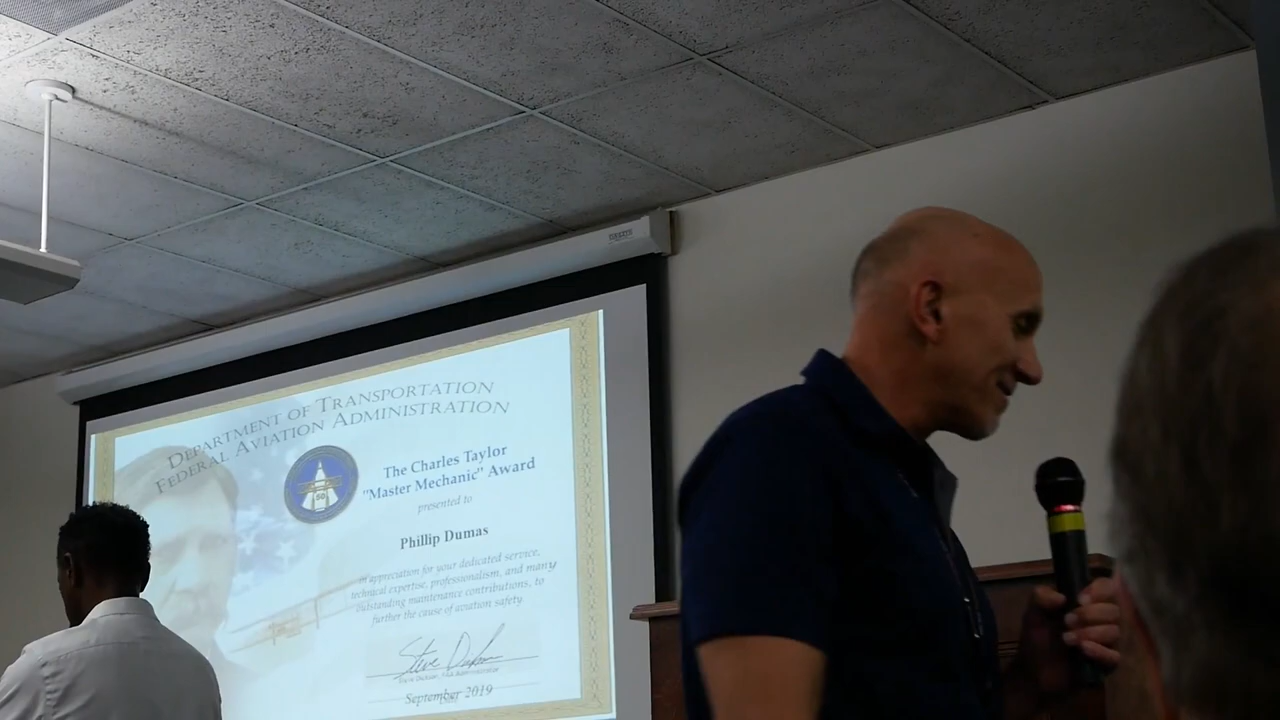 DEPARTMENT OF TRANSPORTATION
FEDERAL AVIATION ADMINISTRATION
The Charles Taylor
"Master Mechanic" Award
presented to
Phillip Dumas
in appreciation for your dedicated service,
technical expertise, professionalism, and many
outstanding maintenance contributions, to
further the cause of aviation safety.
September 2019